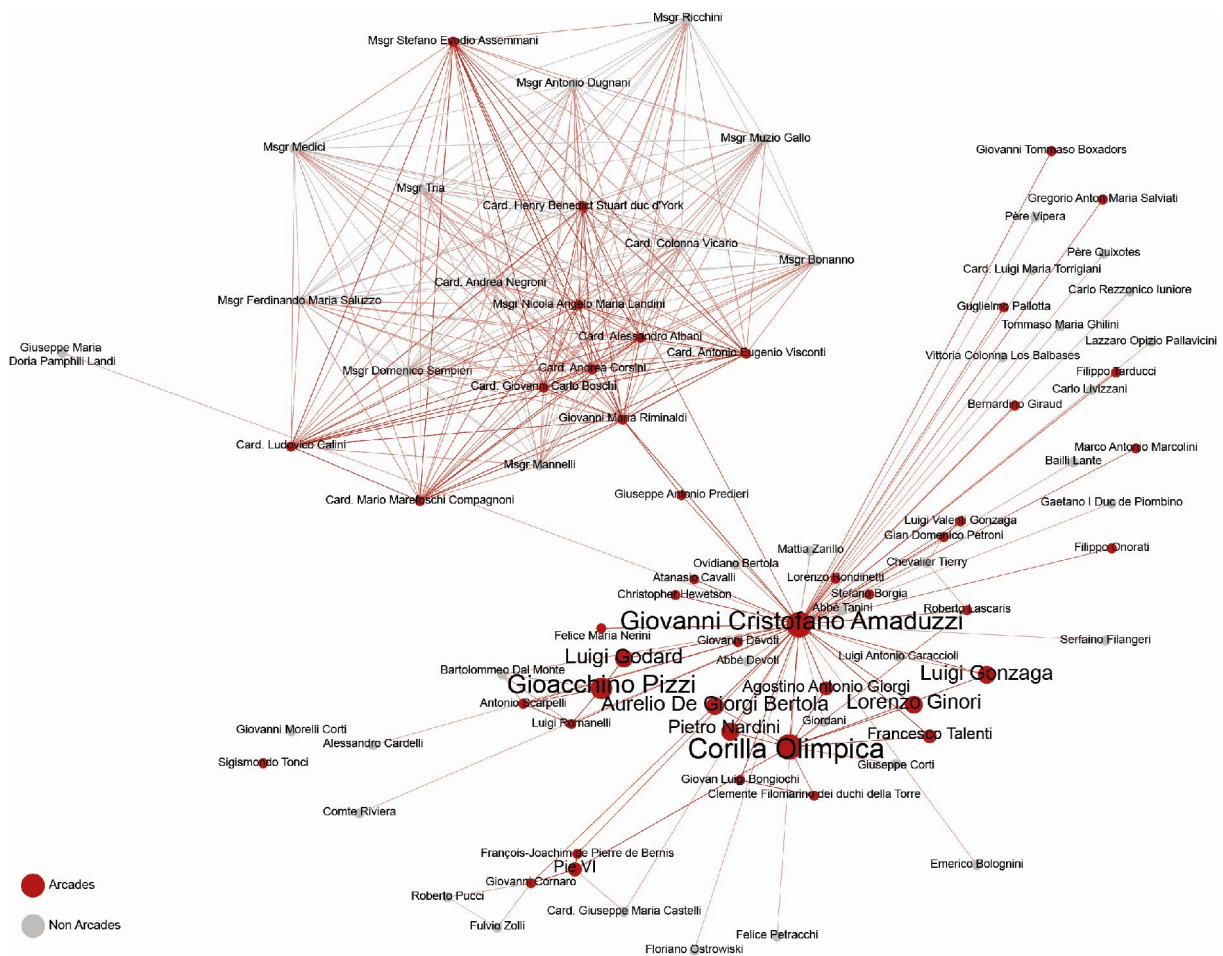 Msgr Ricchini
Msgr Stefano Evodio Assemmani
Msgr Antonio Dugnani
Msgr Muzio Gallo
Msgr Medici
Giovanni Tommaso Boxadors
Msgr Tria
Gregorio Anton Maria Salviati
Card. Henry Benedict Stuart duc d'York
Père Vipera
Card. Colonna Vicario
Père Quixotes
Msgr Bonanno
Card. Luigi Maria Torrigiani
Card. Andrea Negroni
Carlo Rezzonico Iuniore
Msgr Ferdinando Maria Saluzzo
Msgr Nicola Angelo Maria Landini
Guglielmo Pallotta
Tommaso Maria Ghilini
Card. Alessandro Albani
Lazzaro Opizio Pallavicini
Giuseppe Maria
Doria Pamphili Landi
Card. Antonio Eugenio Visconti
Vittoria Colonna Los Balbases
Card. Andrea Corsini
Msgr Domenico Sampieri
Filippo Tarducci
Card. Giovanni Carlo Boschi
Carlo Livizzani
Bernardino Giraud
Giovanni Maria Riminaldi
Card. Ludovico Calini
Marco Antonio Marcolini
Bailli Lante
Msgr Mannelli
Card. Mario Marefoschi Compagnoni
Giuseppe Antonio Predieri
Gaetano I Duc de Piombino
Luigi Valenti Gonzaga
Gian Domenico Petroni
Mattia Zarillo
Filippo Onorati
Ovidiano Bertola
Chevalier Tierry
Atanasio Cavalli
Lorenzo Rondinetti
Christopher Hewetson
Stefano Borgia
Abbé Tanini
Roberto Lascaris
Giovanni Cristofano Amaduzzi
Felice Maria Nerini
Giovanni Devoti
Serfaino Filangeri
Luigi Godard
Abbé Devoti
Luigi Antonio Caraccioli
Bartolommeo Dal Monte
Luigi Gonzaga
Gioacchino Pizzi
Agostino Antonio Giorgi
Antonio Scarpelli
Aurelio De Giorgi Bertola
Lorenzo Ginori
Luigi Romanelli
Giordani
Giovanni Morelli Corti
Pietro Nardini
Francesco Talenti
Alessandro Cardelli
Corilla Olimpica
Sigismondo Tonci
Giuseppe Corti
Giovan Luigi Bongiochi
Clemente Filomarino dei duchi della Torre
Comte Riviera
François-Joachim de Pierre de Bernis
Pie VI
Emerico Bolognini
Giovanni Cornaro
Arcades
Roberto Pucci
Card. Giuseppe Maria Castelli
Non Arcades
Fulvio Zolli
Felice Petracchi
Floriano Ostrowiski